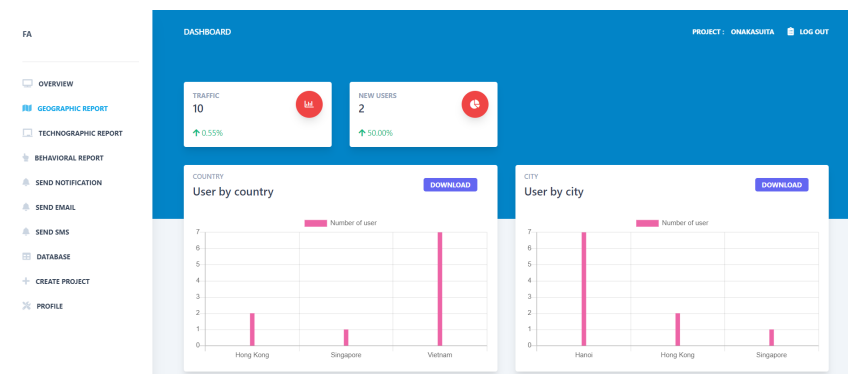 FA
DASHBOARD
PROJECT : ONAKASUITA LOG OUT
OVERVIEW
GEOGRAPHIC REPORT
TECHNOGRAPHIC REPORT
BEHAVIORAL REPORT
SEND NOTIFICATION
SEND EMAIL
SEND SMS
DATABASE
CREATE PROJECT
PROFILE
TRAFFIC
10
0.55%
NEW USERS
2
50.00%
COUNTRY
User by country
DOWNLOAD
Number of user
7
6
5
4
3
2
1
0
Hong Kong Singapore Vietnam
CITY
User by city
DOWNLOAD
Number of user
7
6
5
4
3
2
1
0
Hanoi Hong Kong Singapore